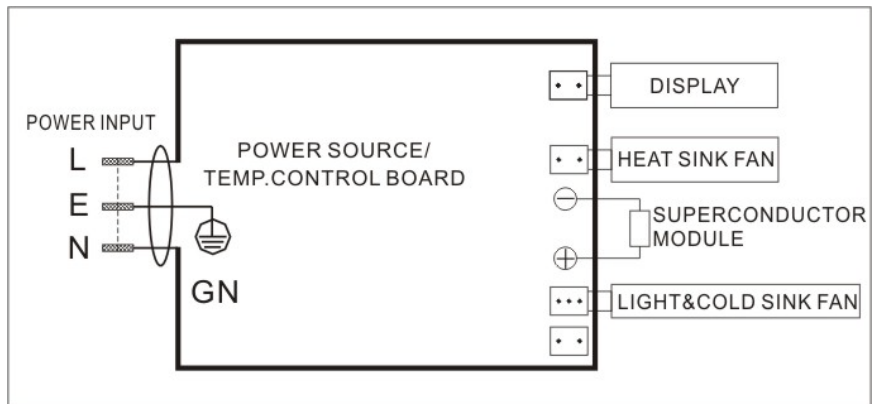 POWER INPUT
L
E
N
GN
POWER SOURCE/
TEMP.CONTROL BOARD
DISPLAY
HEAT SINK FAN
SUPERCONDUCTOR
MODULE
LIGHT&COLD SINK FAN